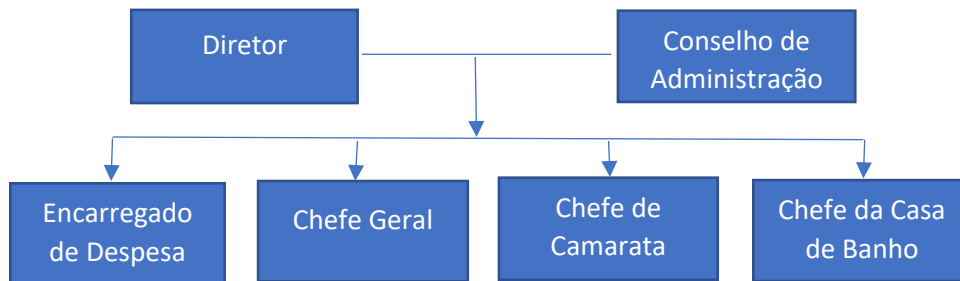 Diretor
Conselho de
Administração
Encarregado
de Despesa
Chefe Geral
Chefe de
Camarata
Chefe da Casa
de Banho